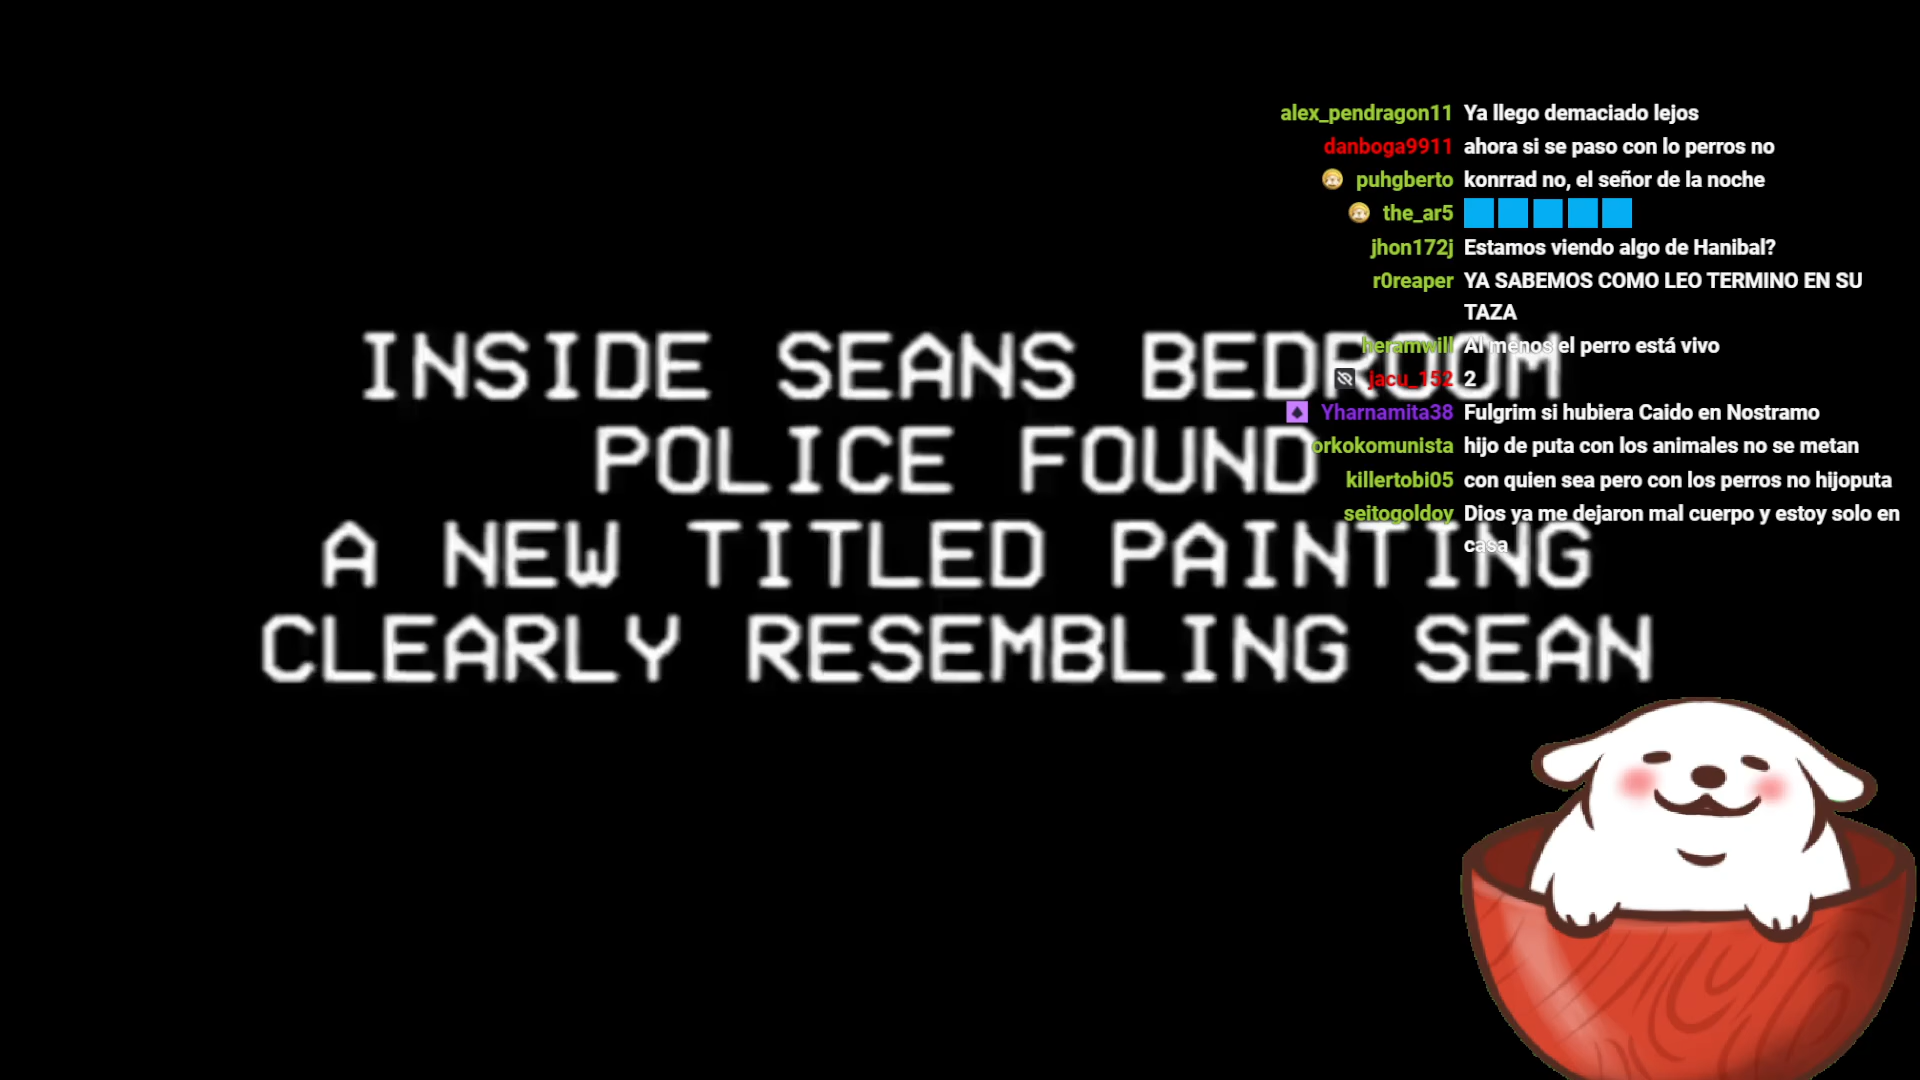 alex_pendragon11 Ya llego demaciado lejos
danboga9911 ahora si se paso con lo perros no
puhgberto konrrad no, el señor de la noche
the_ar5
jhon172j Estamos viendo algo de Hanibal?
r0reaper YA SABEMOS COMO LEO TERMINO EN SU
TAZA
heramwill Al menos el perro está vivo
jacu_152 2
Yharnamita38 Fulgrim si hubiera Caido en Nostramo
orkokomunista hijo de puta con los animales no se metan
killertobi05 con quien sea pero con los perros no hijoputa
seitogoldoy Dios ya me dejaron mal cuerpo y estoy solo en
casa
INSIDE SEANS BEDROOM
POLICE FOUND
A NEW TITLED PAINTING
CLEARLY RESEMBLING SEAN